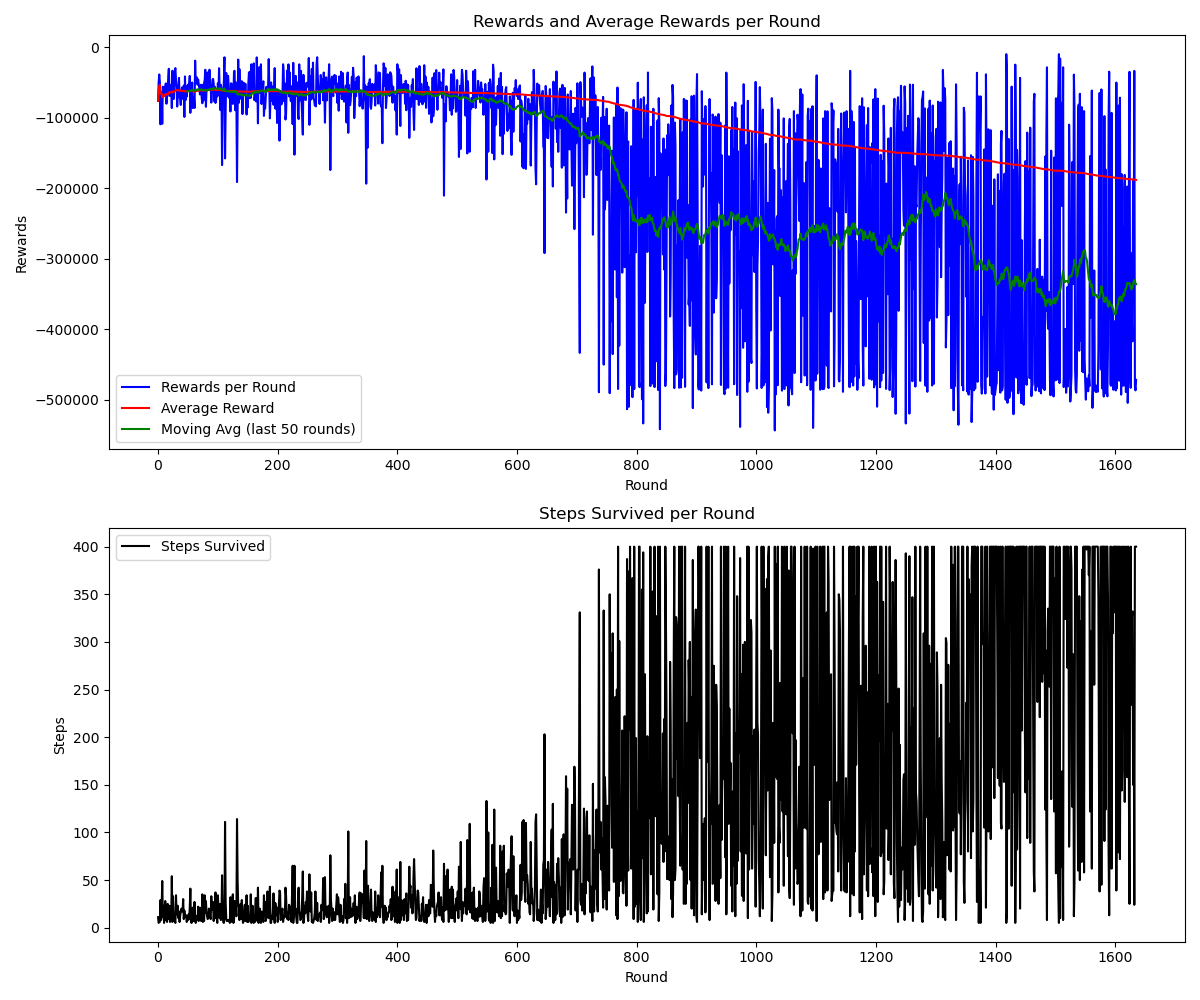 Rewards and Average Rewards per Round
0
−100000
−200000
−300000
−400000
−500000
Rewards
Rewards per Round
Average Reward
Moving Avg (last 50 rounds)
0 200 400 600 800 1000 1200 1400 1600
Round
Steps Survived per Round
400
350
300
250
200
150
100
50
0
Steps
Steps Survived
0 200 400 600 800 1000 1200 1400 1600
Round